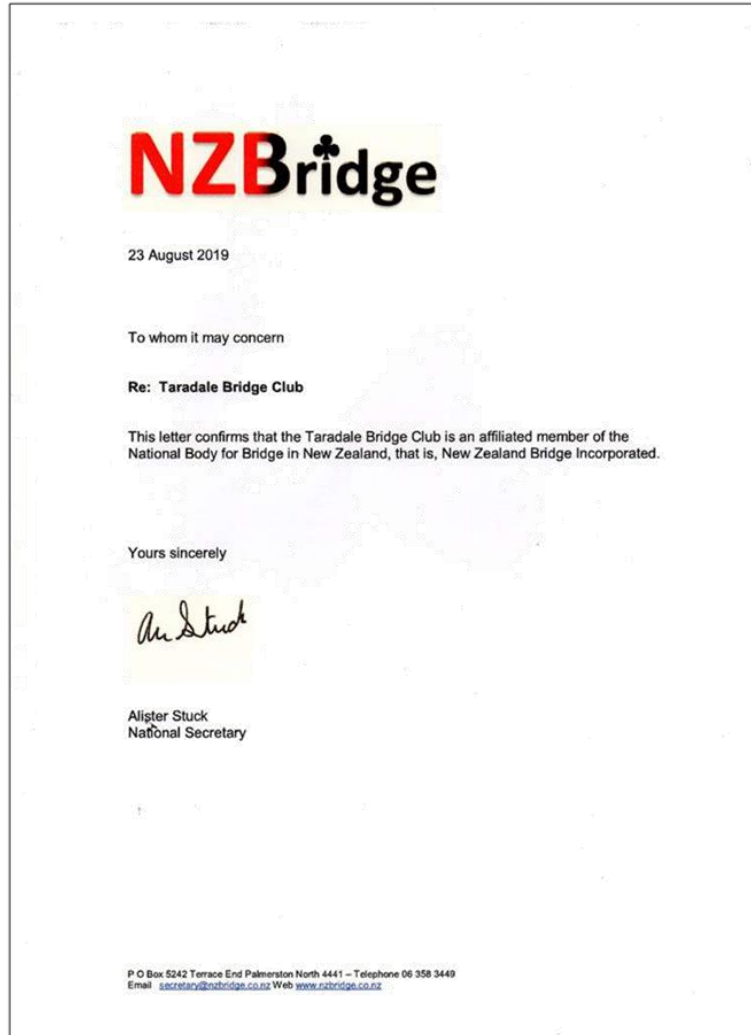 NZBridge
23 August 2019
To whom it may concern
Re: Taradale Bridge Club
This letter confirms that the Taradale Bridge Club is an affiliated member of the
National Body for Bridge in New Zealand, that is, New Zealand Bridge Incorporated.
Yours sincerely
Alister Stuck
National Secretary
P O Box 5242 Terrace End Palmerston North 4441 – Telephone 06 358 3449
Email secretary@nzbridge.co.nz Web www.nzbridge.co.nz